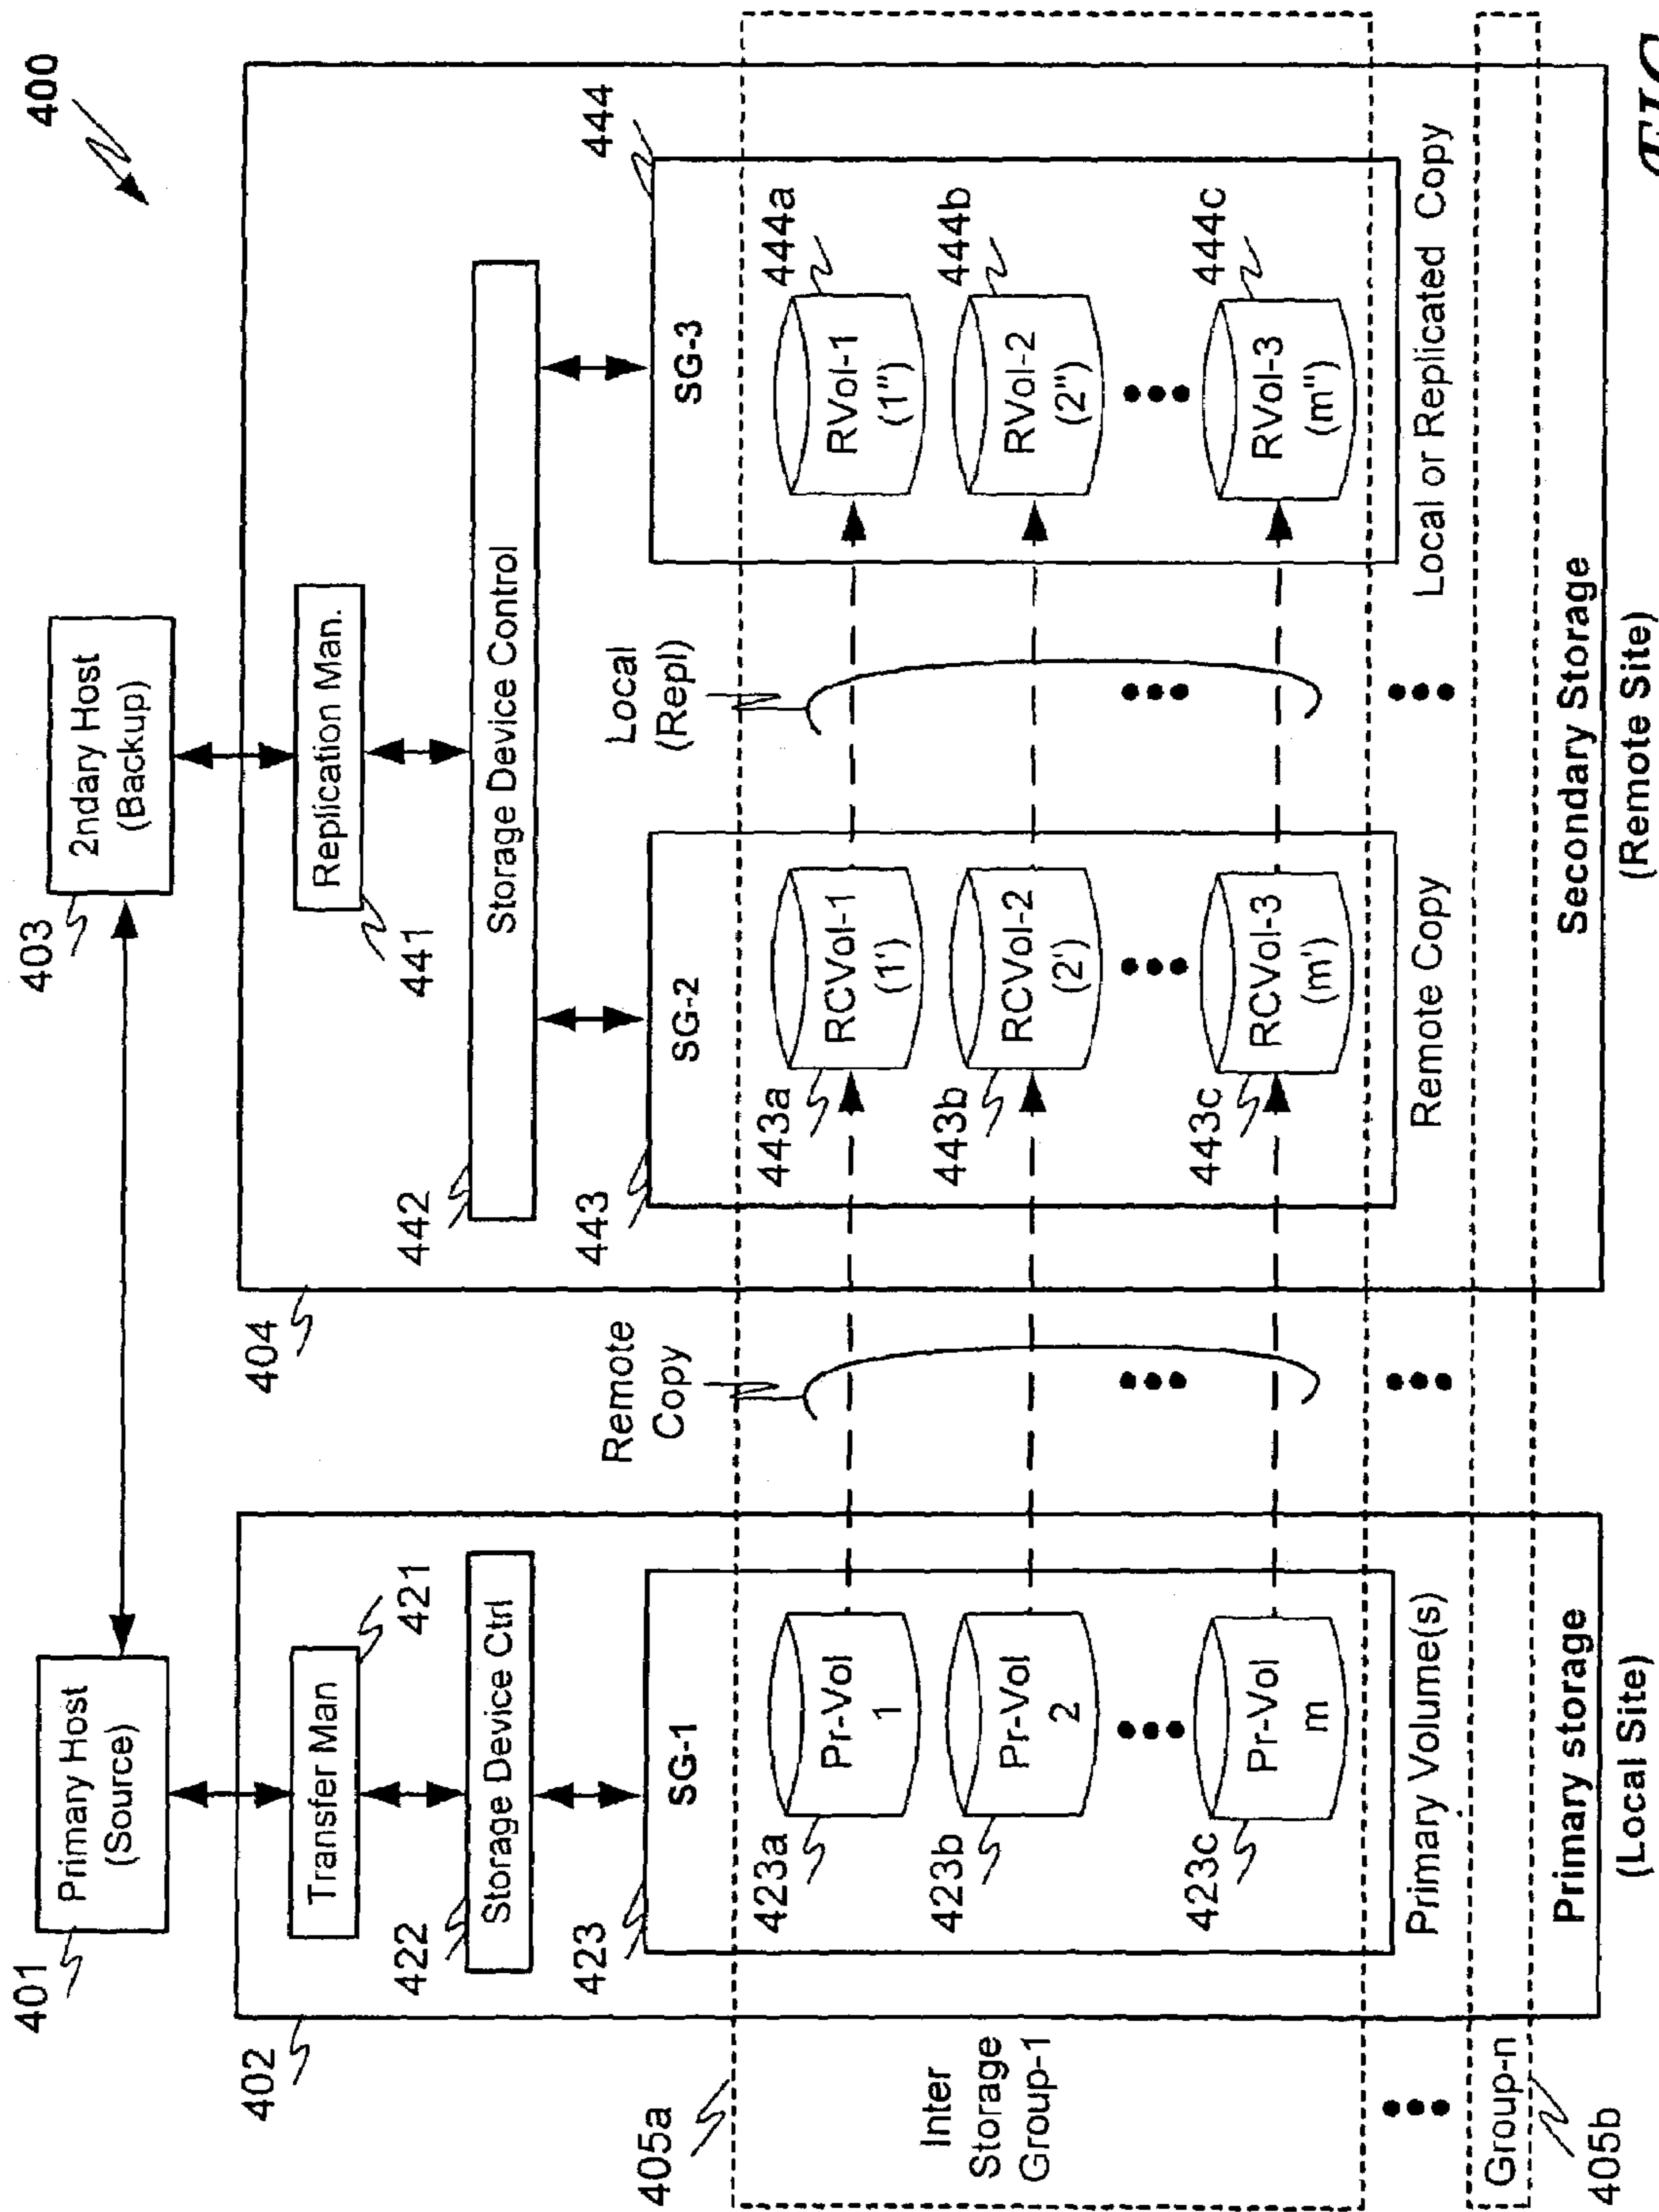 400
401
Primary Host
(Source)
403
2ndary Host
(Backup)
402
Transfer Man
421
422
Storage Device Ctrl
423
SG-1
423a
Pr-Vol
1
423b
Pr-Vol
2
423c
Pr-Vol
m
Primary Volume(s)
Primary storage
(Local Site)
405a
Inter
Storage
Group-1
Group-n
405b
Remote
Copy
404
Replication Man.
441
442
Storage Device Control
443
SG-2
443a
RCVol-1
(1')
443b
RCVol-2
(2')
443c
RCVol-3
(m')
Remote Copy
Local
(Repl)
444
SG-3
444a
RVol-1
(1")
444b
RVol-2
(2")
444c
RVol-3
(m")
Local or Replicated Copy
Secondary Storage
(Remote Site)